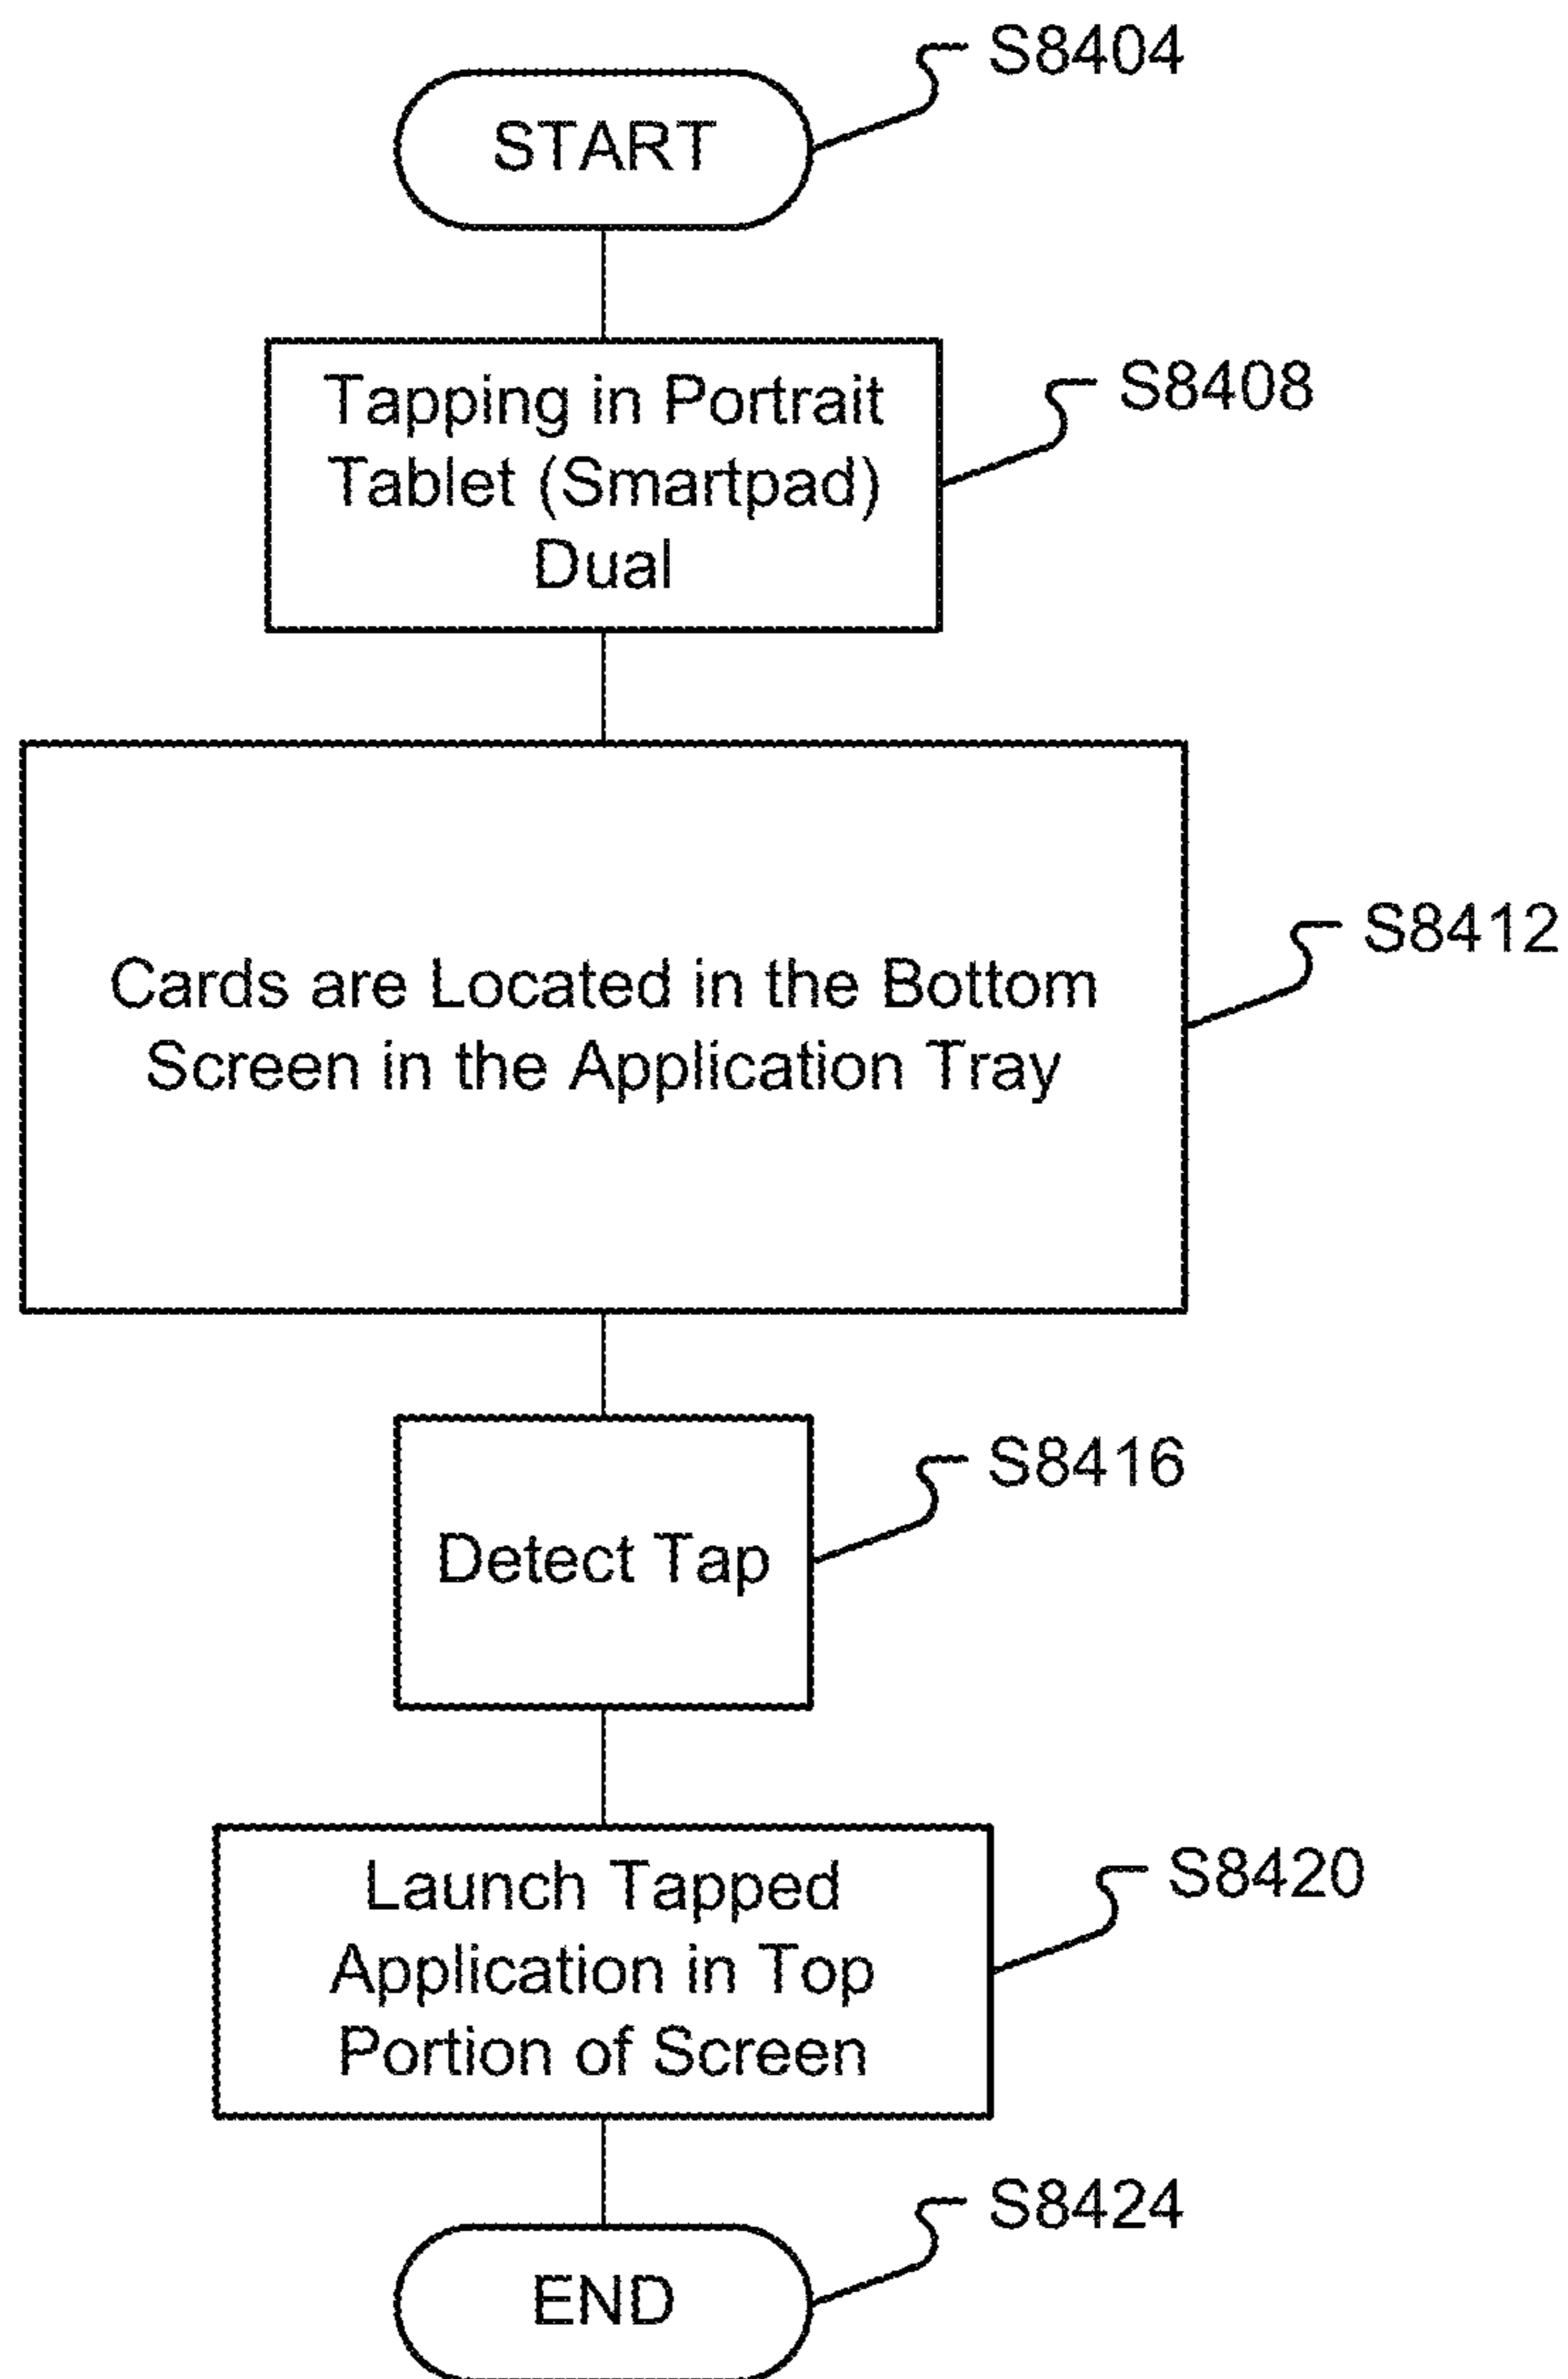 S8404
START
S8408
Tapping in Portrait
Tablet (Smartpad)
Dual
S8412
Cards are Located in the Bottom
Screen in the Application Tray
S8416
Detect Tap
S8420
Launch Tapped
Application in Top
Portion of Screen
S8424
END